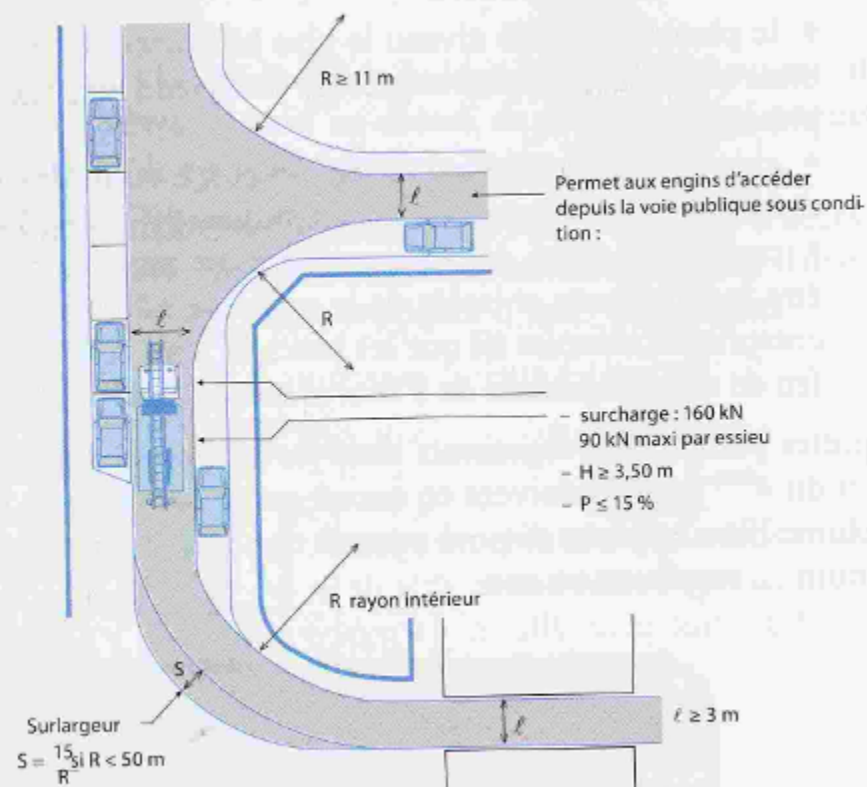 R ≥ 11 m
ℓ
Permet aux engins d'accéder
depuis la voie publique sous condi-
tion :
R
ℓ
– surcharge : 160 kN
90 kN maxi par essieu
– H ≥ 3,50 m
– P ≤ 15 %
R rayon intérieur
S
Surlargeur
S = 15/R si R < 50 m
ℓ
ℓ ≥ 3 m